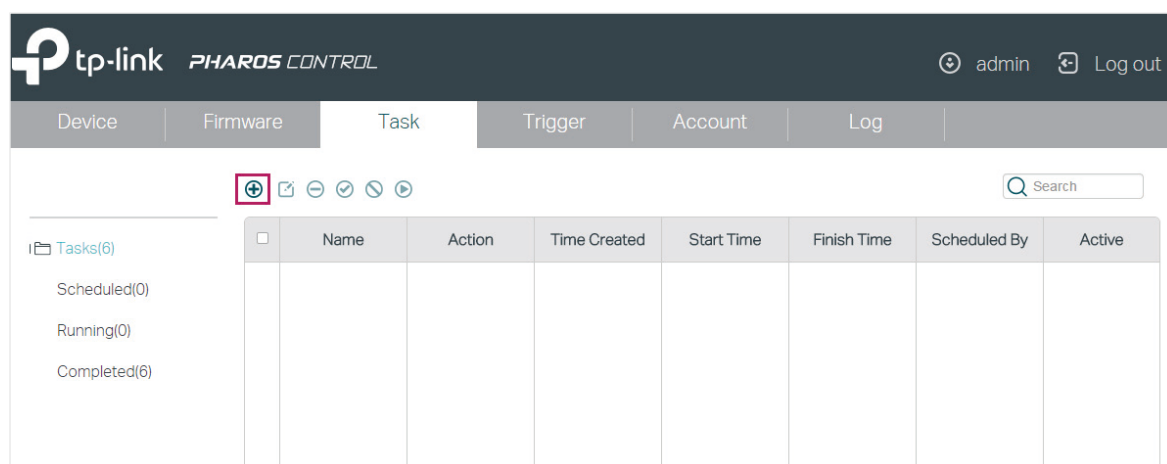 tp-link PHAROS CONTROL admin Log out
Device Firmware Task Trigger Account Log
Search
Name Action Time Created Start Time Finish Time Scheduled By Active
Tasks(6)
Scheduled(0)
Running(0)
Completed(6)